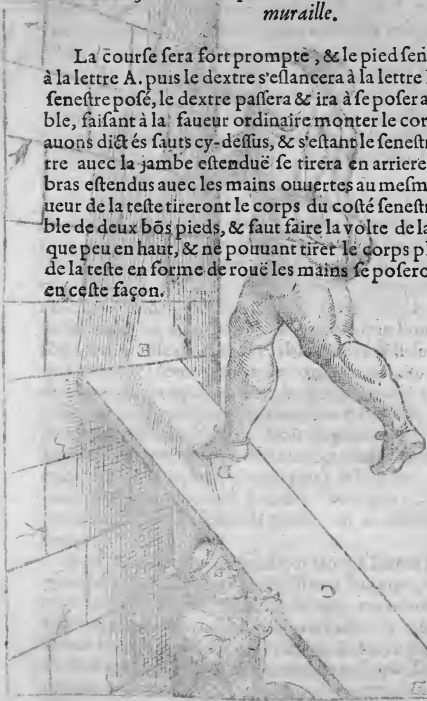 muraille.
La course sera fort prompte, & le pied sen
à la lettre A. puis le dextre s'eslancera à la lettre
senestre posé, le dextre passera & ira à se poser a
ble, faisant à la faueur ordinaire monter le cor
auons dictés sauts cy-dessus, & s'estant le senestr
tre auec la jambe estenduë se tirera en arriere
bras estendus auec les mains ouuertes au mesm
ueur de la teste tireront le corps du costé senestr
ble de deux bõs pieds, & faut faire la volte de la
que peu en haut, & ne pouuant tirer le corps pl
de la teste en forme de rouë les mains se posero
en ceste façon.
E
D
C